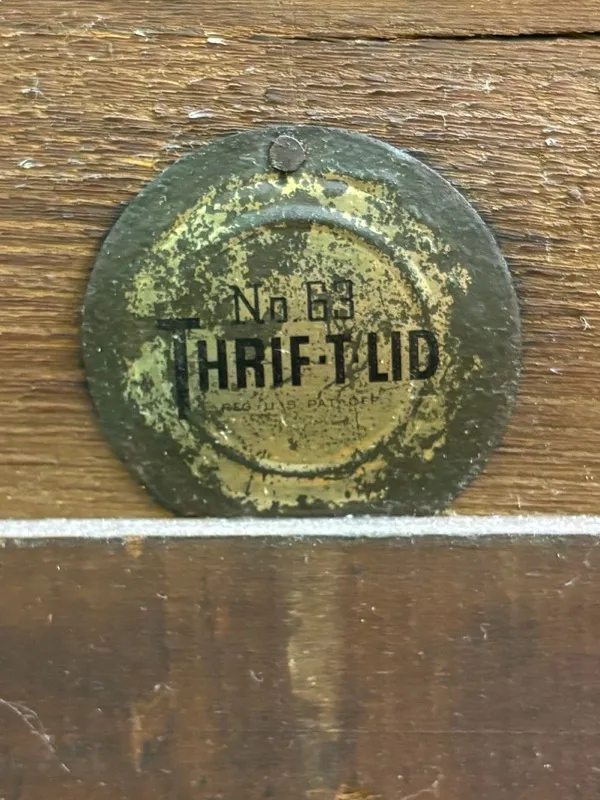 No 63
THRIF·T·LID
REG. U. S. PAT. OFF.